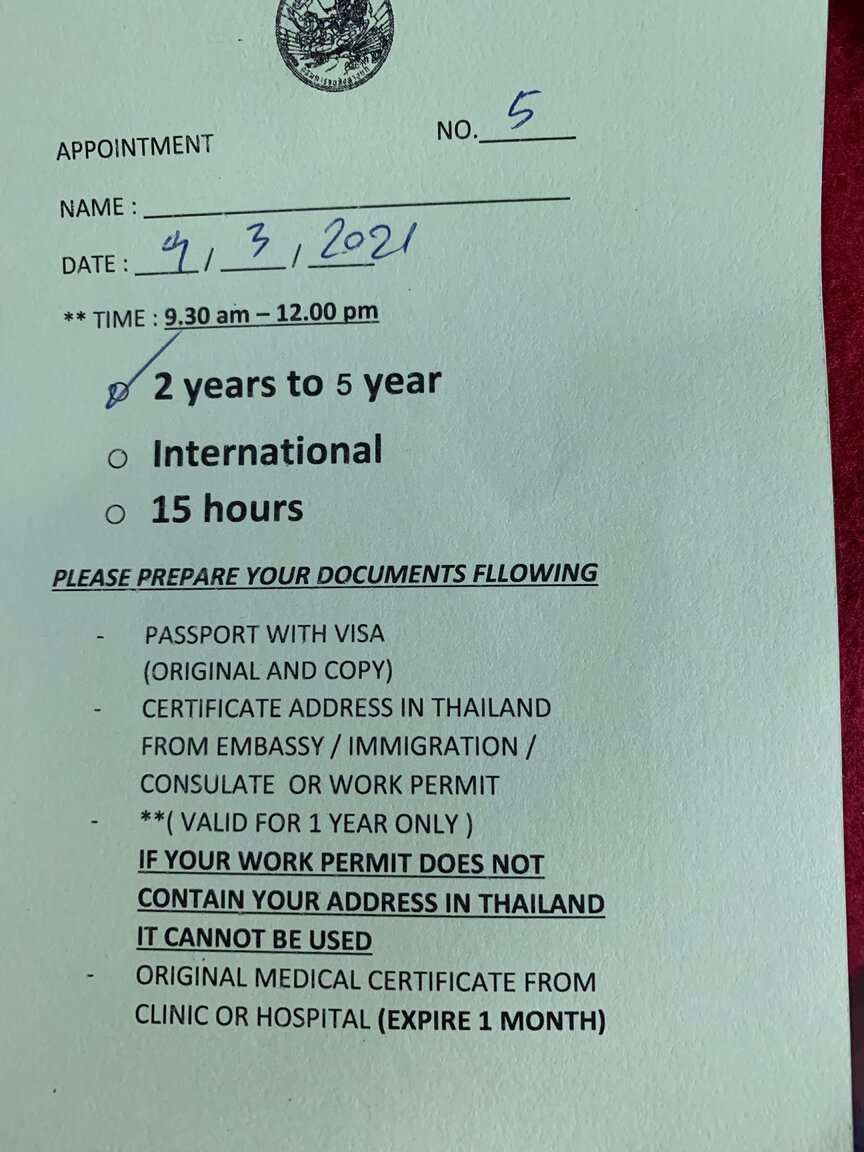 APPOINTMENT NO. 5
NAME :
DATE : 9 / 3 / 2021
** TIME : 9.30 am – 12.00 pm
2 years to 5 year
International
15 hours
PLEASE PREPARE YOUR DOCUMENTS FLLOWING
- PASSPORT WITH VISA
(ORIGINAL AND COPY)
- CERTIFICATE ADDRESS IN THAILAND
FROM EMBASSY / IMMIGRATION /
CONSULATE OR WORK PERMIT
- **( VALID FOR 1 YEAR ONLY )
IF YOUR WORK PERMIT DOES NOT
CONTAIN YOUR ADDRESS IN THAILAND
IT CANNOT BE USED
- ORIGINAL MEDICAL CERTIFICATE FROM
CLINIC OR HOSPITAL (EXPIRE 1 MONTH)